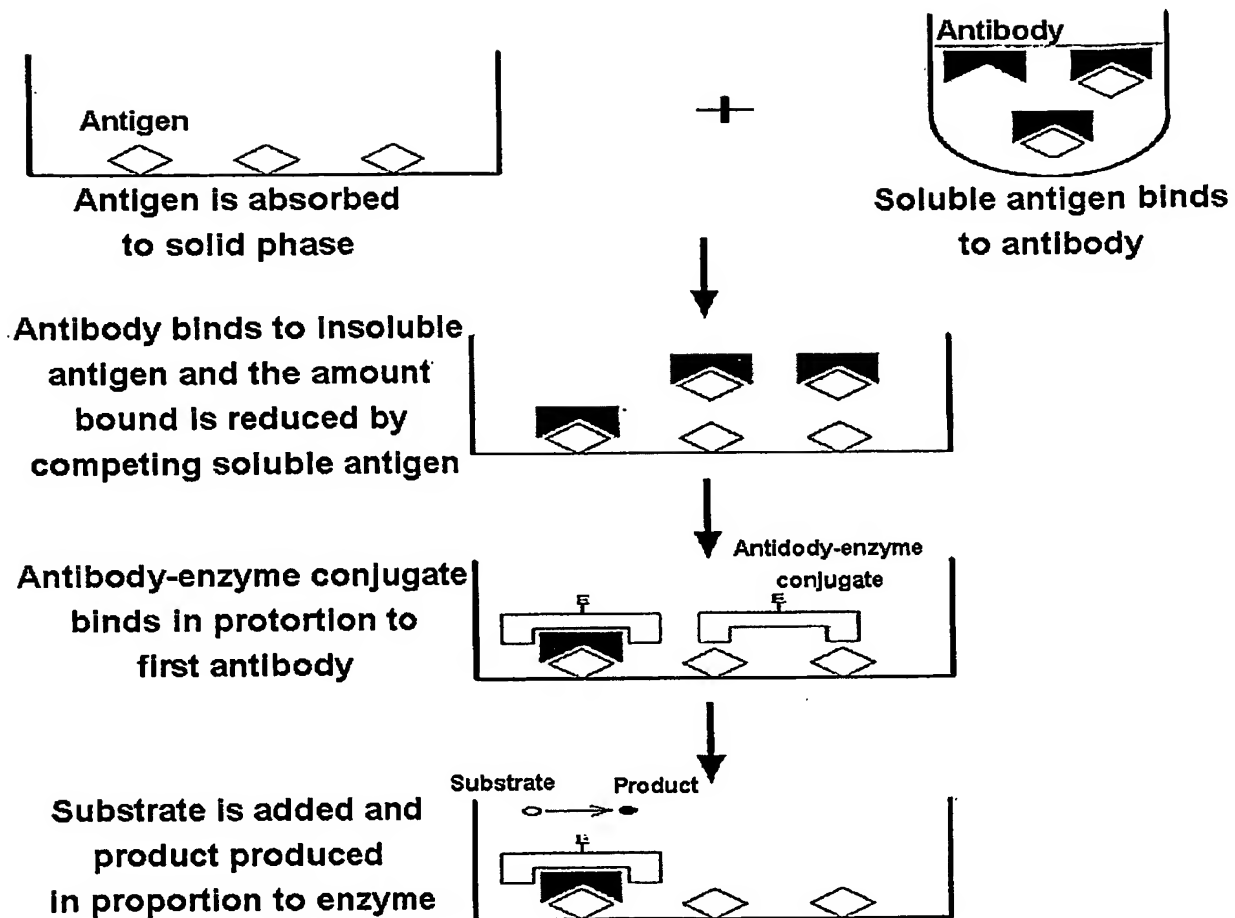 Antibody
Antigen
Antigen is absorbed
to solid phase
Soluble antigen binds
to antibody
Antibody binds to insoluble
antigen and the amount
bound is reduced by
competing soluble antigen
Antidody-enzyme
conjugate
Antibody-enzyme conjugate
binds in protortion to
first antibody
E
E
Substrate
Product
Substrate is added and
product produced
in proportion to enzyme
E